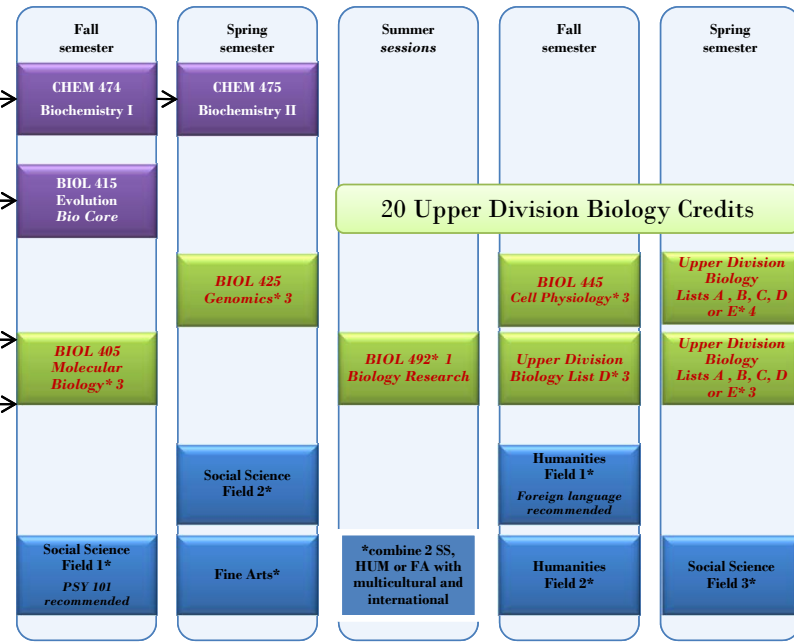 Fall
semester
CHEM 474
Biochemistry I
BIOL 415
Evolution
Bio Core
BIOL 405
Molecular
Biology* 3
Social Science
Field 1*
PSY 101
recommended
Spring
semester
CHEM 475
Biochemistry II
BIOL 425
Genomics* 3
Social Science
Field 2*
Fine Arts*
Summer
sessions
20 Upper Division Biology Credits
BIOL 492* 1
Biology Research
*combine 2 SS,
HUM or FA with
multicultural and
international
Fall
semester
BIOL 445
Cell Physiology* 3
Upper Division
Biology List D* 3
Humanities
Field 1*
Foreign language
recommended
Humanities
Field 2*
Spring
semester
Upper Division
Biology
Lists A , B, C, D
or E* 4
Upper Division
Biology
Lists A , B, C, D
or E* 3
Social Science
Field 3*